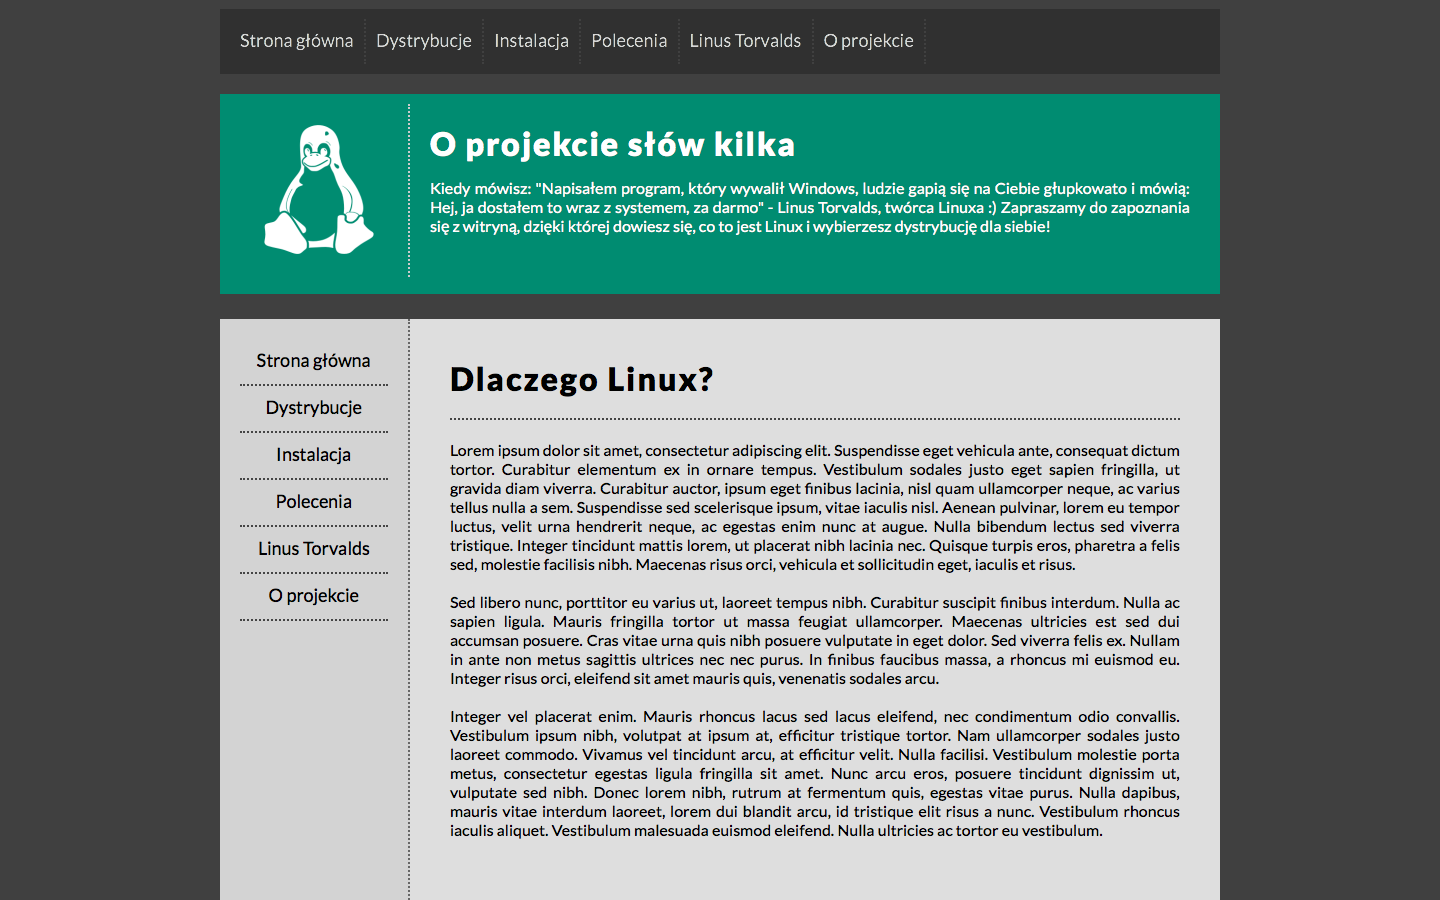 Strona główna Dystrybucje Instalacja Polecenia Linus Torvalds O projekcie
O projekcie słów kilka
Kiedy mówisz: "Napisałem program, który wywalił Windows, ludzie gapią się na Ciebie głupkowato i mówią:
Hej, ja dostałem to wraz z systemem, za darmo" - Linus Torvalds, twórca Linuxa :) Zapraszamy do zapoznania
się z witryną, dzięki której dowiesz się, co to jest Linux i wybierzesz dystrybucję dla siebie!
Strona główna
Dystrybucje
Instalacja
Polecenia
Linus Torvalds
O projekcie
Dlaczego Linux?
Lorem ipsum dolor sit amet, consectetur adipiscing elit. Suspendisse eget vehicula ante, consequat dictum
tortor. Curabitur elementum ex in ornare tempus. Vestibulum sodales justo eget sapien fringilla, ut
gravida diam viverra. Curabitur auctor, ipsum eget finibus lacinia, nisl quam ullamcorper neque, ac varius
tellus nulla a sem. Suspendisse sed scelerisque ipsum, vitae iaculis nisl. Aenean pulvinar, lorem eu tempor
luctus, velit urna hendrerit neque, ac egestas enim nunc at augue. Nulla bibendum lectus sed viverra
tristique. Integer tincidunt mattis lorem, ut placerat nibh lacinia nec. Quisque turpis eros, pharetra a felis
sed, molestie facilisis nibh. Maecenas risus orci, vehicula et sollicitudin eget, iaculis et risus.
Sed libero nunc, porttitor eu varius ut, laoreet tempus nibh. Curabitur suscipit finibus interdum. Nulla ac
sapien ligula. Mauris fringilla tortor ut massa feugiat ullamcorper. Maecenas ultricies est sed dui
accumsan posuere. Cras vitae urna quis nibh posuere vulputate in eget dolor. Sed viverra felis ex. Nullam
in ante non metus sagittis ultrices nec nec purus. In finibus faucibus massa, a rhoncus mi euismod eu.
Integer risus orci, eleifend sit amet mauris quis, venenatis sodales arcu.
Integer vel placerat enim. Mauris rhoncus lacus sed lacus eleifend, nec condimentum odio convallis.
Vestibulum ipsum nibh, volutpat at ipsum at, efficitur tristique tortor. Nam ullamcorper sodales justo
laoreet commodo. Vivamus vel tincidunt arcu, at efficitur velit. Nulla facilisi. Vestibulum molestie porta
metus, consectetur egestas ligula fringilla sit amet. Nunc arcu eros, posuere tincidunt dignissim ut,
vulputate sed nibh. Donec lorem nibh, rutrum at fermentum quis, egestas vitae purus. Nulla dapibus,
mauris vitae interdum laoreet, lorem dui blandit arcu, id tristique elit risus a nunc. Vestibulum rhoncus
iaculis aliquet. Vestibulum malesuada euismod eleifend. Nulla ultricies ac tortor eu vestibulum.